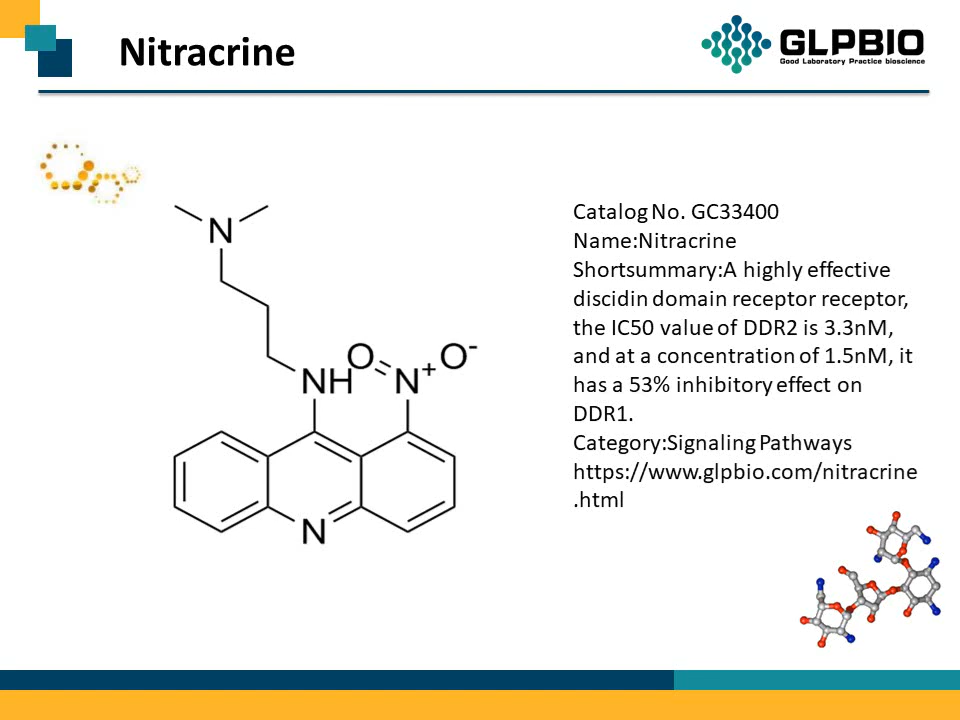 Nitracrine
GLPBIO
Good Laboratory Practice bioscience
Catalog No. GC33400
Name:Nitracrine
Shortsummary:A highly effective
discidin domain receptor receptor,
the IC50 value of DDR2 is 3.3nM,
and at a concentration of 1.5nM, it
has a 53% inhibitory effect on
DDR1.
Category:Signaling Pathways
https://www.glpbio.com/nitracrine
.html
N
O
O-
NH
N+
N